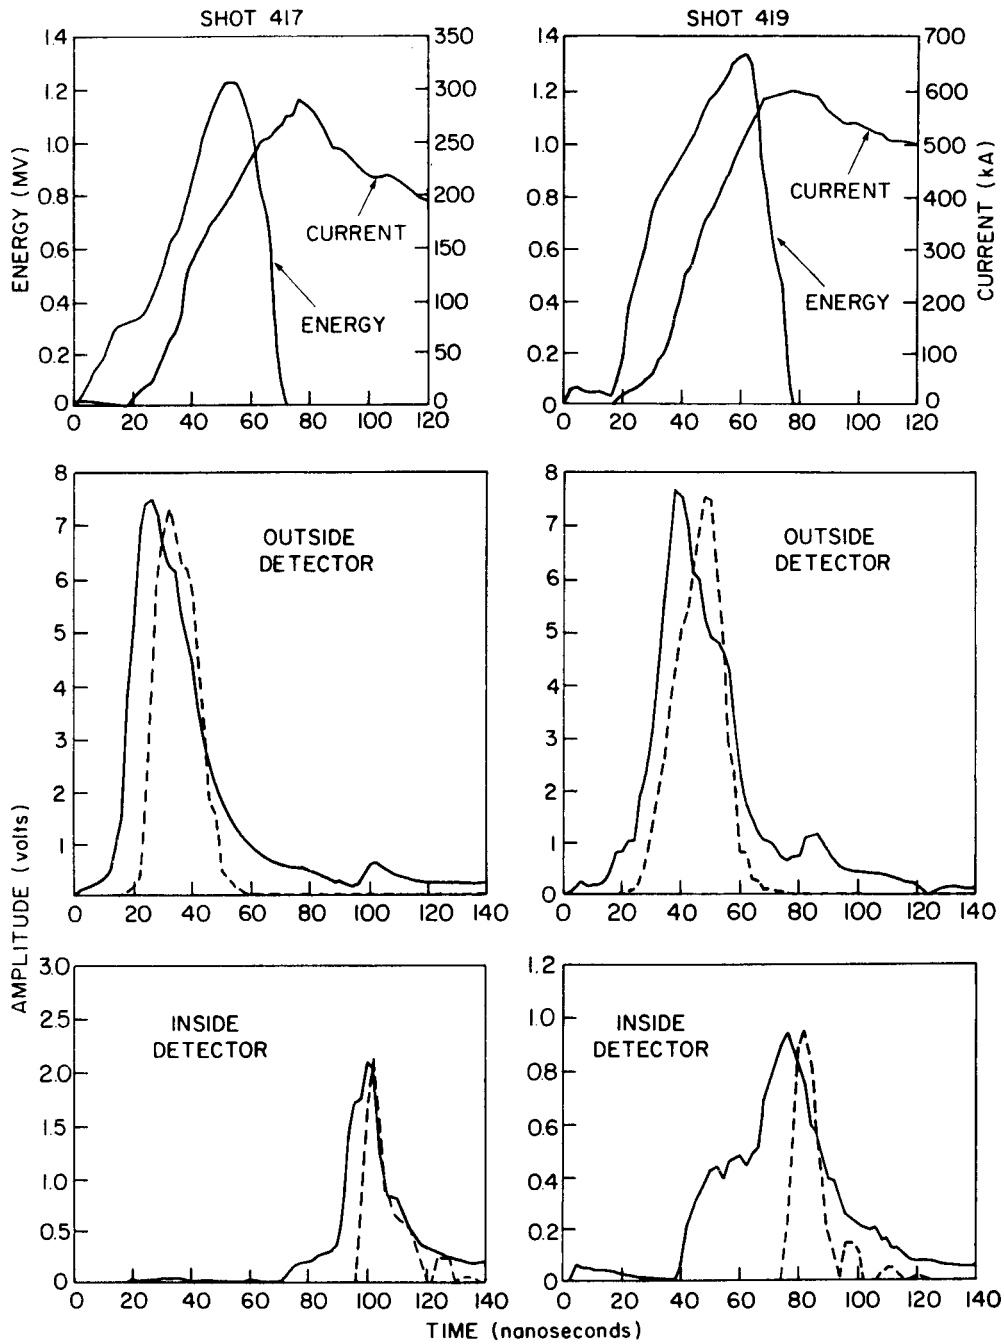 SHOT 417
SHOT 419
1.4
1.2
1.0
0.8
0.6
0.4
0.2
0
350
300
250
200
150
100
50
0
ENERGY (MV)
CURRENT
ENERGY
0 20 40 60 80 100 120
1.4
1.2
1.0
0.8
0.6
0.4
0.2
0
700
600
500
400
300
200
100
0
CURRENT (kA)
CURRENT
ENERGY
0 20 40 60 80 100 120
8
7
6
5
4
3
2
1
OUTSIDE
DETECTOR
0 20 40 60 80 100 120 140
8
7
6
5
4
3
2
1
0
OUTSIDE
DETECTOR
0 20 40 60 80 100 120 140
AMPLITUDE (volts)
3.0
2.5
2.0
1.5
1.0
0.5
0
INSIDE
DETECTOR
0 20 40 60 80 100 120 140
1.2
1.0
0.8
0.6
0.4
0.2
0
INSIDE
DETECTOR
0 20 40 60 80 100 120 140
TIME (nanoseconds)